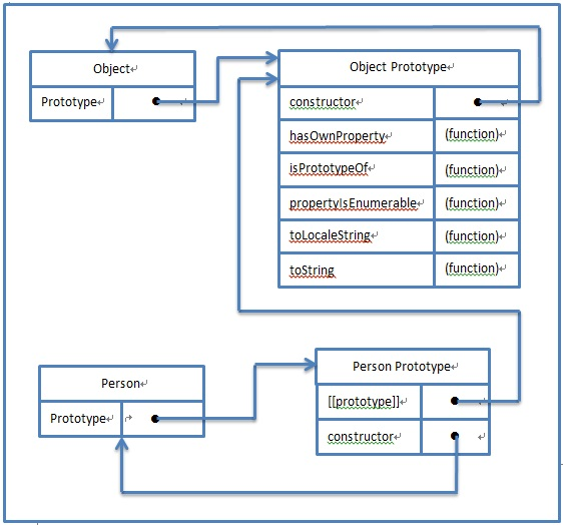 Object
Prototype
Object Prototype
constructor
hasOwnProperty (function)
isPrototypeOf (function)
propertyIsEnumerable (function)
toLocaleString (function)
toString (function)
Person
Prototype
Person Prototype
[[prototype]]
constructor